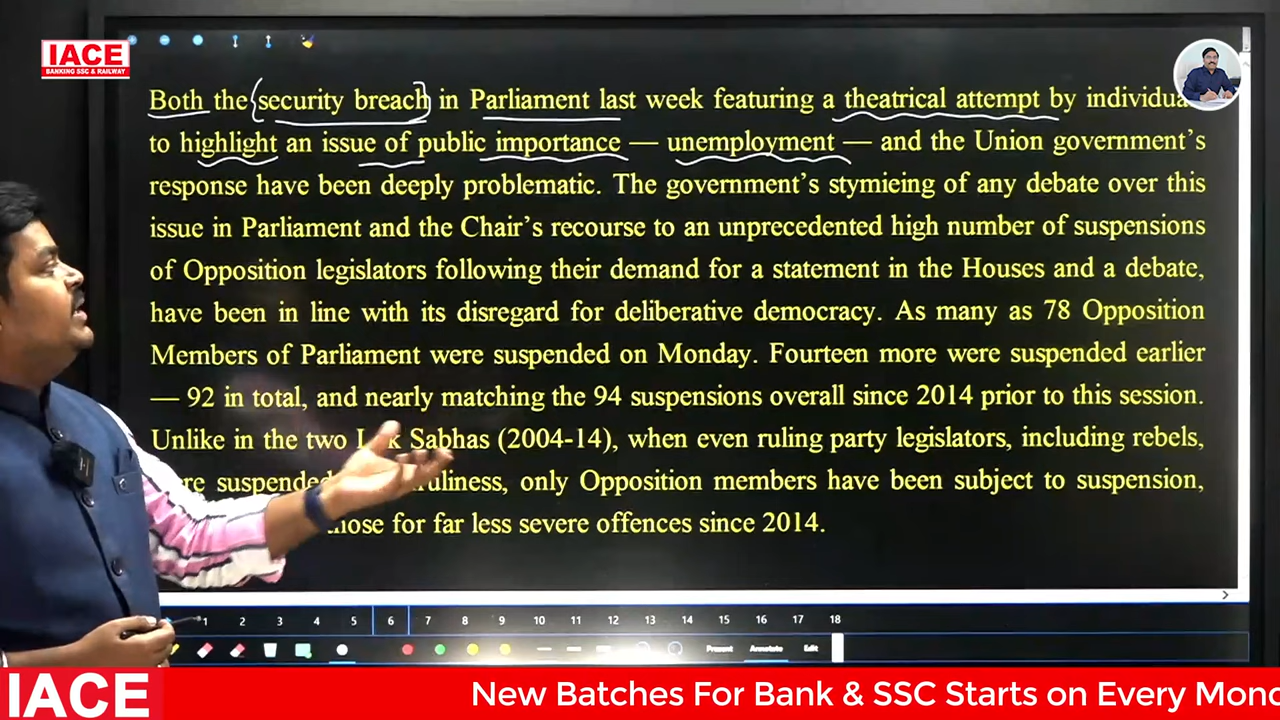 IACE
BANKING SSC & RAILWAY
Both the security breach in Parliament last week featuring a theatrical attempt by
to highlight an issue of public importance — unemployment — and the Union government's
response have been deeply problematic. The government's stymieing of any debate over this
issue in Parliament and the Chair's recourse to an unprecedented high number of suspensions
of Opposition legislators following their demand for a statement in the Houses and a debate,
have been in line with its disregard for deliberative democracy. As many as 78 Opposition
Members of Parliament were suspended on Monday. Fourteen more were suspended earlier
— 92 in total, and nearly matching the 94 suspensions overall since 2014 prior to this session.
Unlike in the two Sabhas (2004-14), when even ruling party legislators, including rebels,
only Opposition members have been subject to suspension,
for far less severe offences since 2014.
1 2 3 4 5 6 7 8 9 10 11 12 13 14 15 16 17 18
Present Annotate Edit
IACE New Batches For Bank & SSC Starts on Every